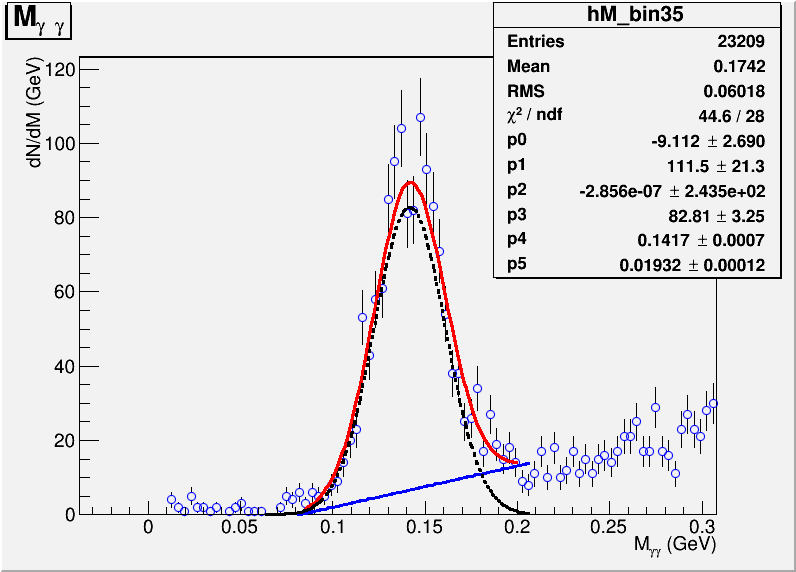 Mγ γ
hM_bin35
Entries 23209
Mean 0.1742
RMS 0.06018
χ² / ndf 44.6 / 28
p0 -9.112 ± 2.690
p1 111.5 ± 21.3
p2 -2.856e-07 ± 2.435e+02
p3 82.81 ± 3.25
p4 0.1417 ± 0.0007
p5 0.01932 ± 0.00012
dN/dM (GeV)
120
100
80
60
40
20
0
0 0.05 0.1 0.15 0.2 0.25 0.3
Mγγ (GeV)